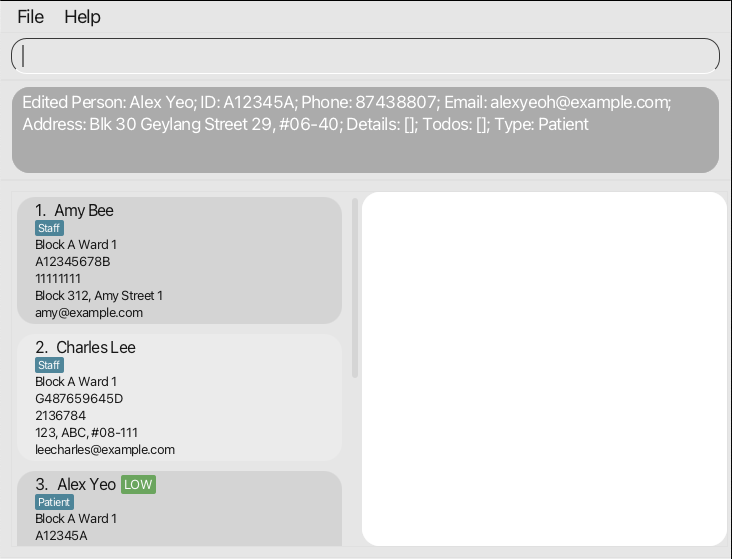 File Help
Edited Person: Alex Yeo; ID: A12345A; Phone: 87438807; Email: alexyeoh@example.com;
Address: Blk 30 Geylang Street 29, #06-40; Details: []; Todos: []; Type: Patient
1. Amy Bee
Staff
Block A Ward 1
A12345678B
11111111
Block 312, Amy Street 1
amy@example.com
2. Charles Lee
Staff
Block A Ward 1
G487659645D
2136784
123, ABC, #08-111
leecharles@example.com
3. Alex Yeo LOW
Patient
Block A Ward 1
A12345A